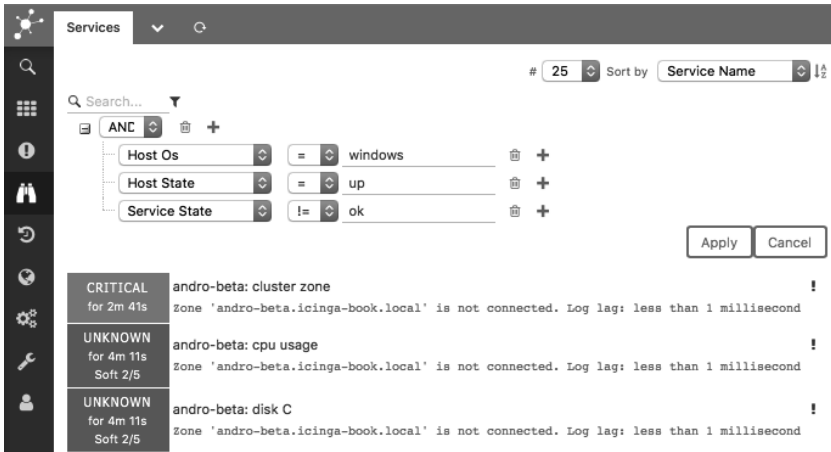 Services
# 25 Sort by Service Name
Search...
AND
Host Os = windows
Host State = up
Service State != ok
Apply Cancel
CRITICAL
for 2m 41s
andro-beta: cluster zone
Zone 'andro-beta.icinga-book.local' is not connected. Log lag: less than 1 millisecond
UNKNOWN
for 4m 11s
Soft 2/5
andro-beta: cpu usage
Zone 'andro-beta.icinga-book.local' is not connected. Log lag: less than 1 millisecond
UNKNOWN
for 4m 11s
Soft 2/5
andro-beta: disk C
Zone 'andro-beta.icinga-book.local' is not connected. Log lag: less than 1 millisecond